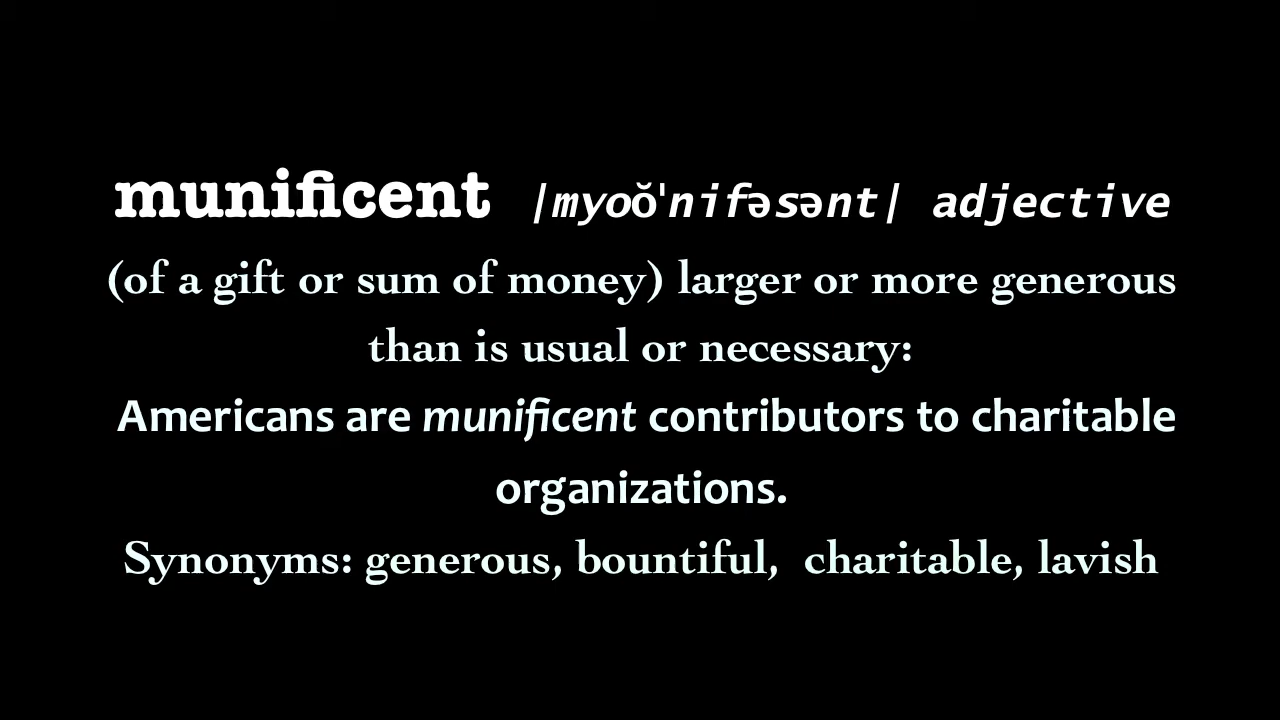 munificent |myoŏˈnifəsənt| adjective
(of a gift or sum of money) larger or more generous
than is usual or necessary:
Americans are munificent contributors to charitable
organizations.
Synonyms: generous, bountiful,  charitable, lavish